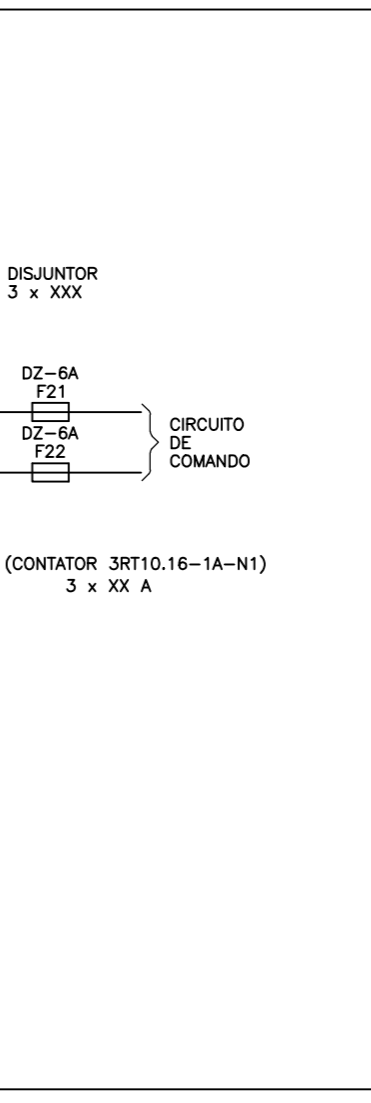 DISJUNTOR
3 x XXX
DZ-6A
F21
DZ-6A
F22
CIRCUITO
DE
COMANDO
(CONTATOR 3RT10.16-1A-N1)
3 x XX A